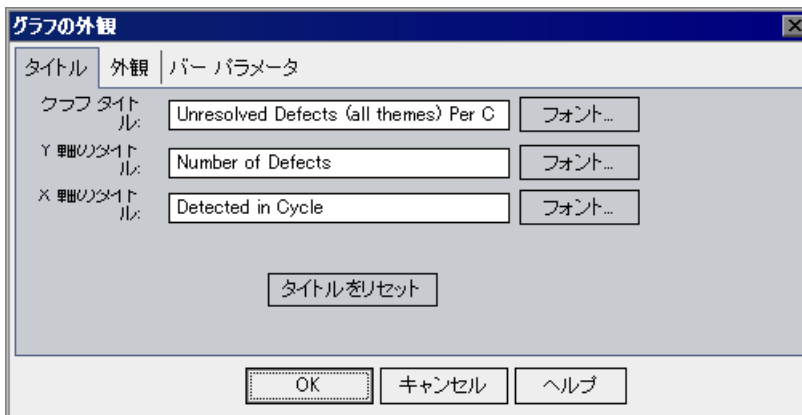 グラフの外観
タイトル 外観 バー パラメータ
グラフ タイト
ル:
Unresolved Defects (all themes) Per C
フォント...
Y 軸のタイト
ル:
Number of Defects
フォント...
X 軸のタイト
ル:
Detected in Cycle
フォント...
タイトルをリセット
OK キャンセル ヘルプ